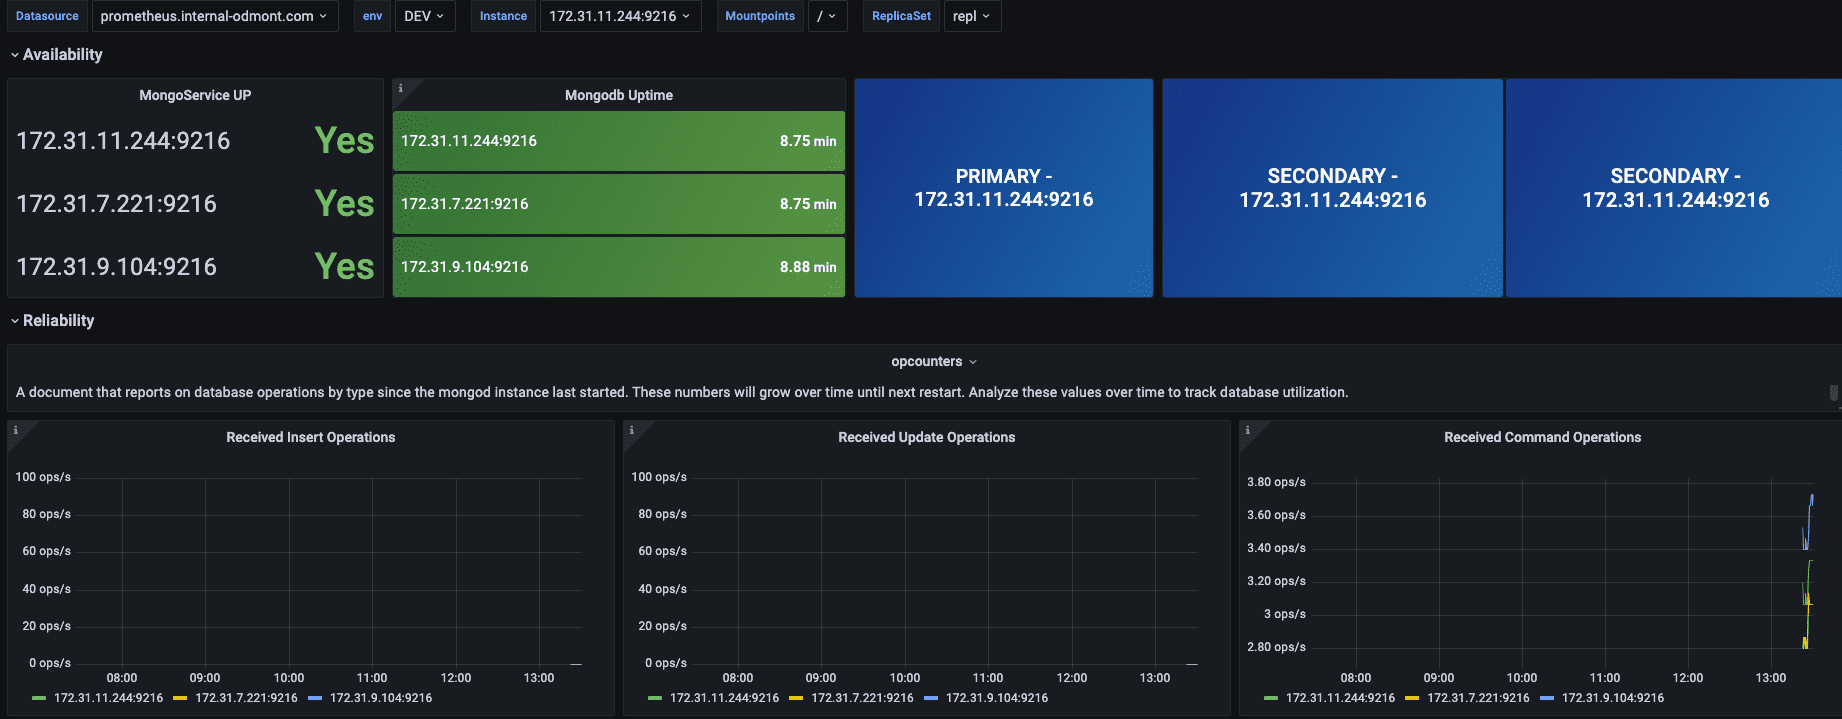 Datasource prometheus.internal-odmont.com env DEV Instance 172.31.11.244:9216 Mountpoints / ReplicaSet repl
Availability
MongoService UP
172.31.11.244:9216 Yes
172.31.7.221:9216 Yes
172.31.9.104:9216 Yes
i
Mongodb Uptime
172.31.11.244:9216 8.75 min
172.31.7.221:9216 8.75 min
172.31.9.104:9216 8.88 min
PRIMARY -
172.31.11.244:9216
SECONDARY -
172.31.11.244:9216
SECONDARY -
172.31.11.244:9216
Reliability
opcounters
A document that reports on database operations by type since the mongod instance last started. These numbers will grow over time until next restart. Analyze these values over time to track database utilization.
i
Received Insert Operations
100 ops/s
80 ops/s
60 ops/s
40 ops/s
20 ops/s
0 ops/s
08:00 09:00 10:00 11:00 12:00 13:00
172.31.11.244:9216 172.31.7.221:9216 172.31.9.104:9216
i
Received Update Operations
100 ops/s
80 ops/s
60 ops/s
40 ops/s
20 ops/s
0 ops/s
08:00 09:00 10:00 11:00 12:00 13:00
172.31.11.244:9216 172.31.7.221:9216 172.31.9.104:9216
i
Received Command Operations
3.80 ops/s
3.60 ops/s
3.40 ops/s
3.20 ops/s
3 ops/s
2.80 ops/s
08:00 09:00 10:00 11:00 12:00 13:00
172.31.11.244:9216 172.31.7.221:9216 172.31.9.104:9216